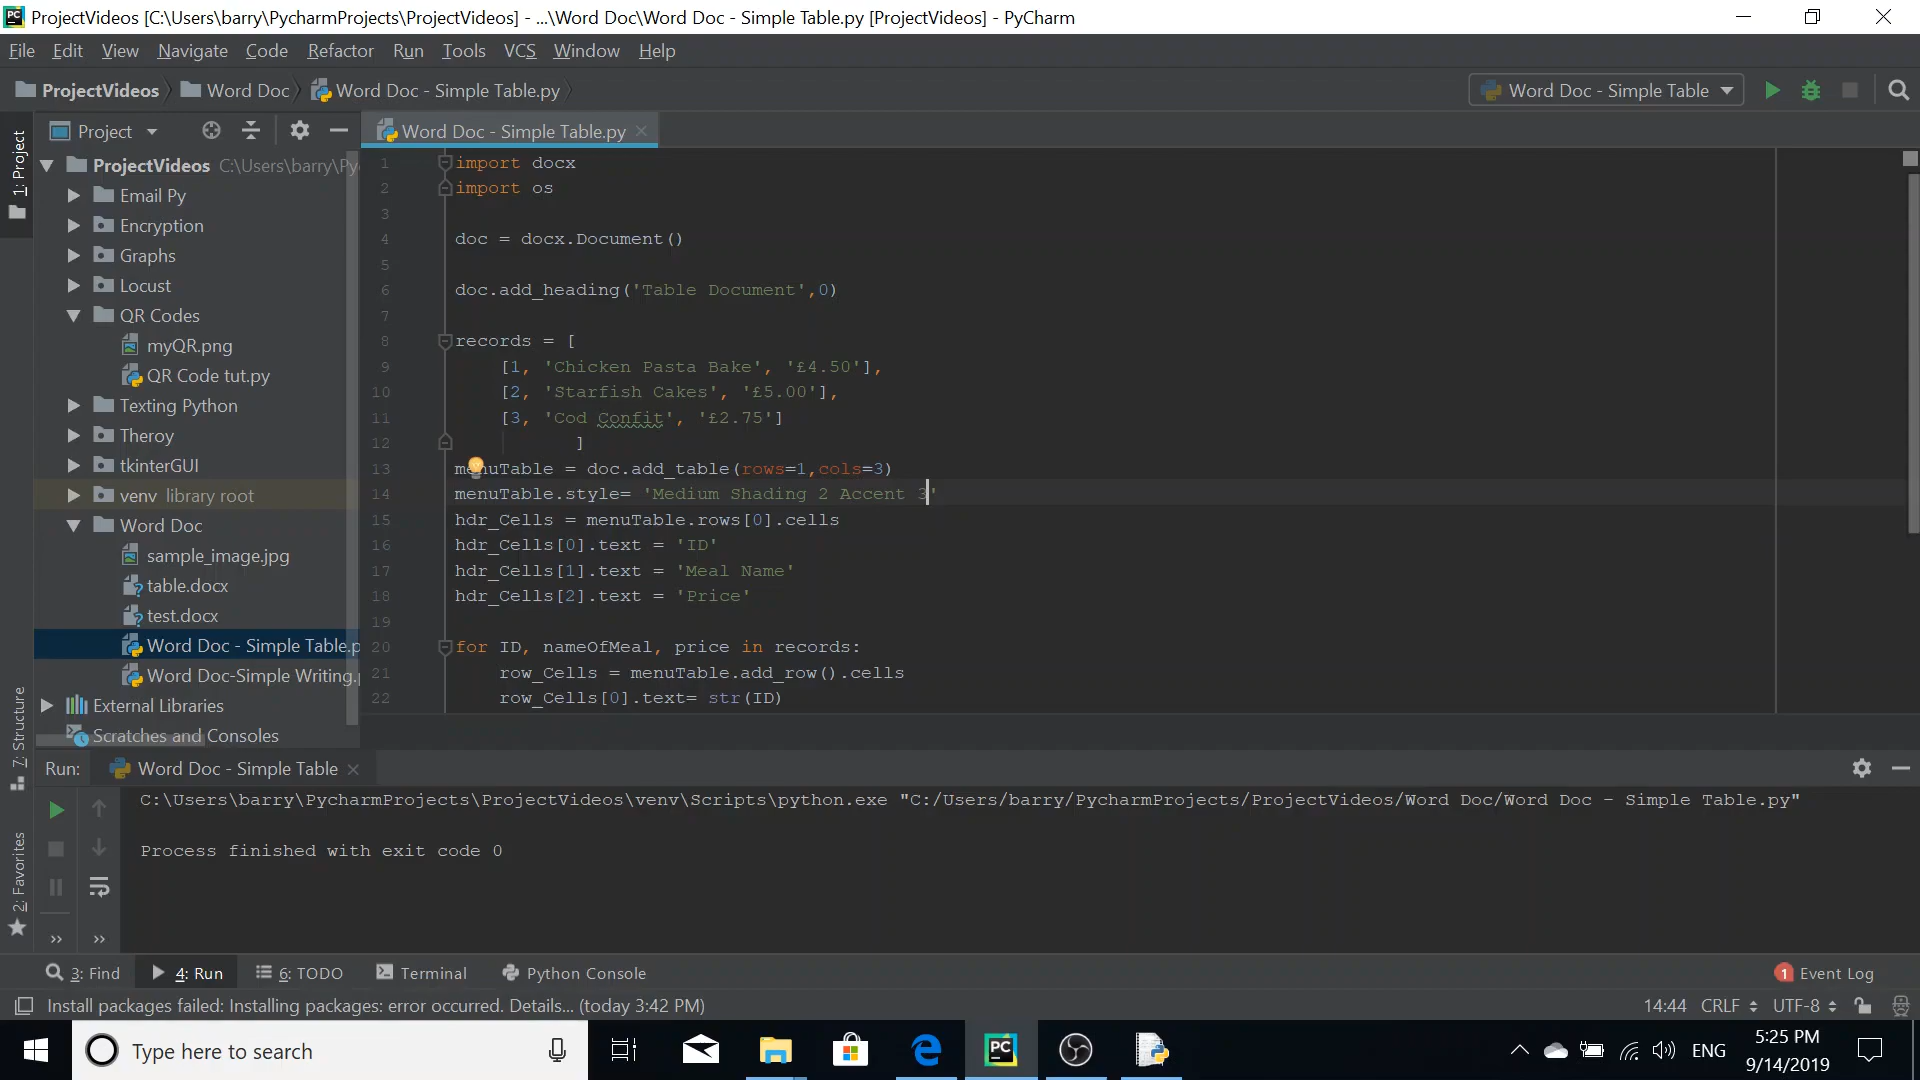 ProjectVideos [C:\Users\barry\PycharmProjects\ProjectVideos] - ...\Word Doc\Word Doc - Simple Table.py [ProjectVideos] - PyCharm
File Edit View Navigate Code Refactor Run Tools VCS Window Help
ProjectVideos Word Doc Word Doc - Simple Table.py
Word Doc - Simple Table
Project
Word Doc - Simple Table.py
1: Project
7: Structure
2: Favorites
ProjectVideos C:\Users\barry\Py
Email Py
Encryption
Graphs
Locust
QR Codes
myQR.png
QR Code tut.py
Texting Python
Theroy
tkinterGUI
venv library root
Word Doc
sample_image.jpg
table.docx
test.docx
Word Doc - Simple Table.p
Word Doc-Simple Writing.
External Libraries
Scratches and Consoles
1 import docx
2 import os
3
4 doc = docx.Document()
5
6 doc.add_heading('Table Document',0)
7
8 records = [
9 [1, 'Chicken Pasta Bake', '£4.50'],
10 [2, 'Starfish Cakes', '£5.00'],
11 [3, 'Cod Confit', '£2.75']
12 ]
13 menuTable = doc.add_table(rows=1,cols=3)
14 menuTable.style= 'Medium Shading 2 Accent 3'
15 hdr_Cells = menuTable.rows[0].cells
16 hdr_Cells[0].text = 'ID'
17 hdr_Cells[1].text = 'Meal Name'
18 hdr_Cells[2].text = 'Price'
19
20 for ID, nameOfMeal, price in records:
21 row_Cells = menuTable.add_row().cells
22 row_Cells[0].text= str(ID)
Run: Word Doc - Simple Table
C:\Users\barry\PycharmProjects\ProjectVideos\venv\Scripts\python.exe "C:/Users/barry/PycharmProjects/ProjectVideos/Word Doc/Word Doc - Simple Table.py"
Process finished with exit code 0
3: Find 4: Run 6: TODO Terminal Python Console 1 Event Log
Install packages failed: Installing packages: error occurred. Details... (today 3:42 PM) 14:44 CRLF UTF-8
Type here to search
ENG
5:25 PM
9/14/2019